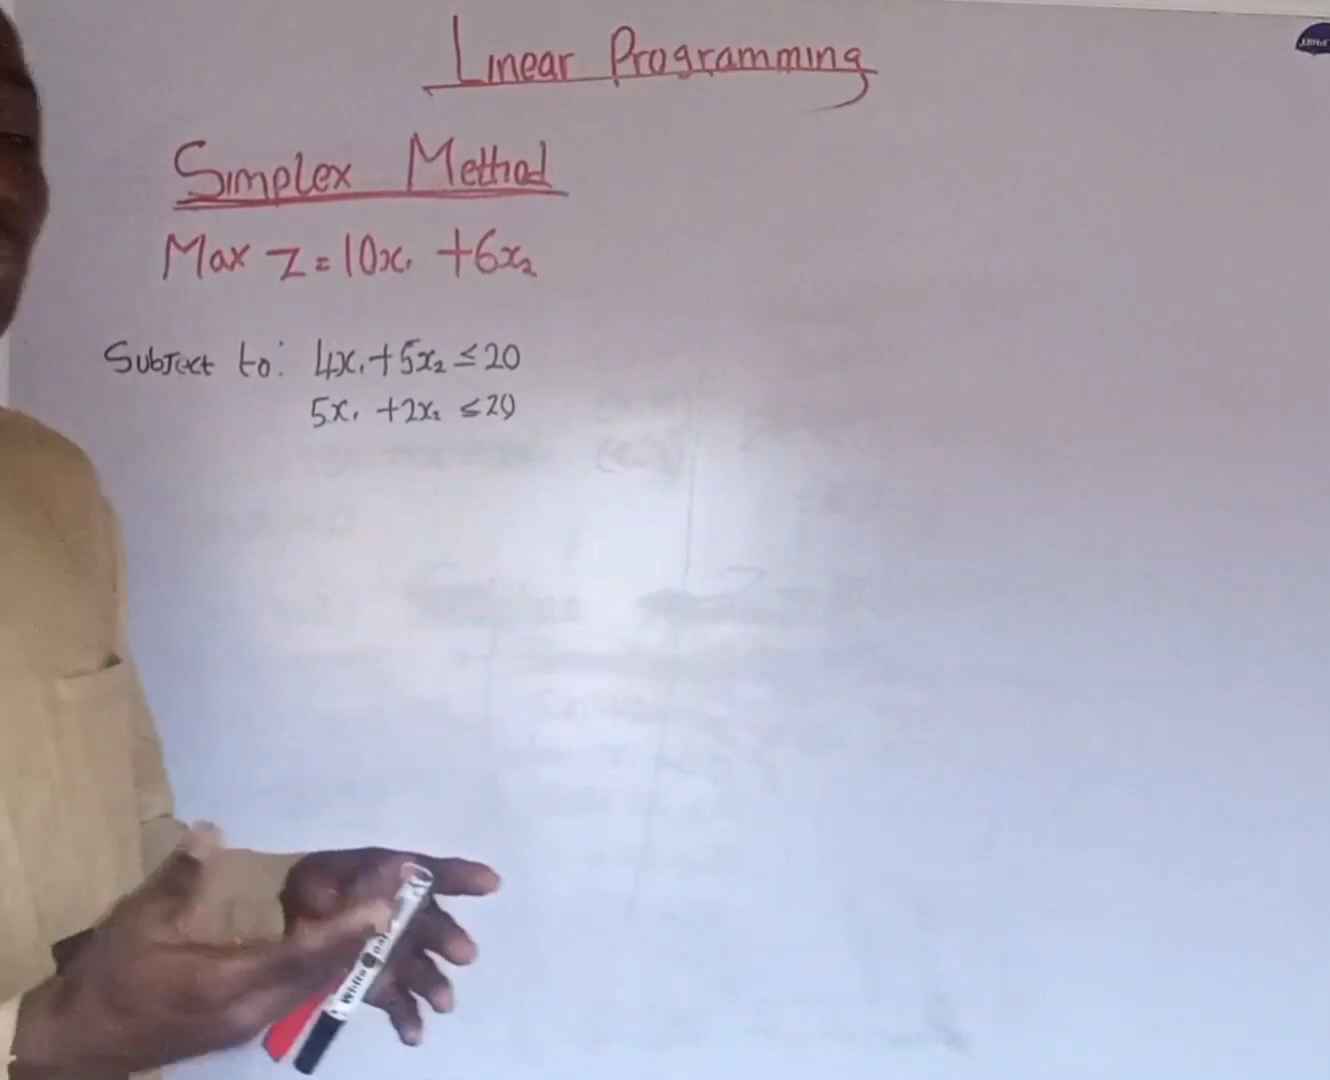 Linear Programming
Simplex Method
Max Z = 10x₁ + 6x₂
Subject to: 4x₁ + 5x₂ ≤ 20
5x₁ + 2x₂ ≤ 20